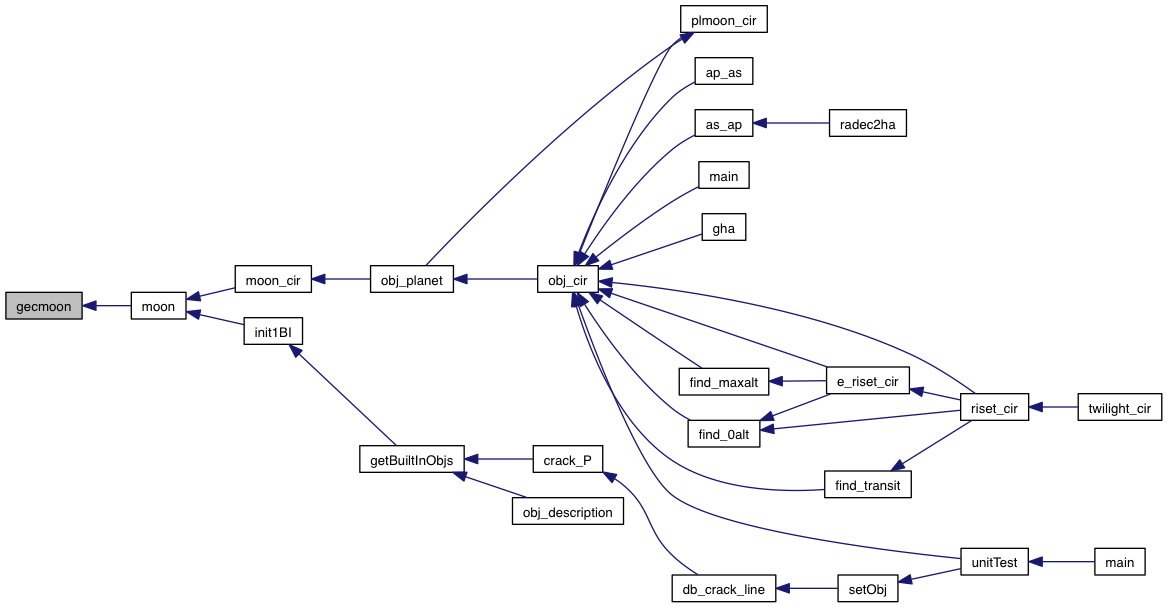 plmoon_cir
ap_as
as_ap
radec2ha
main
gha
moon_cir
obj_planet
obj_cir
gecmoon
moon
init1BI
find_maxalt
e_riset_cir
riset_cir
twilight_cir
find_0alt
getBuiltInObjs
crack_P
find_transit
obj_description
unitTest
main
db_crack_line
setObj